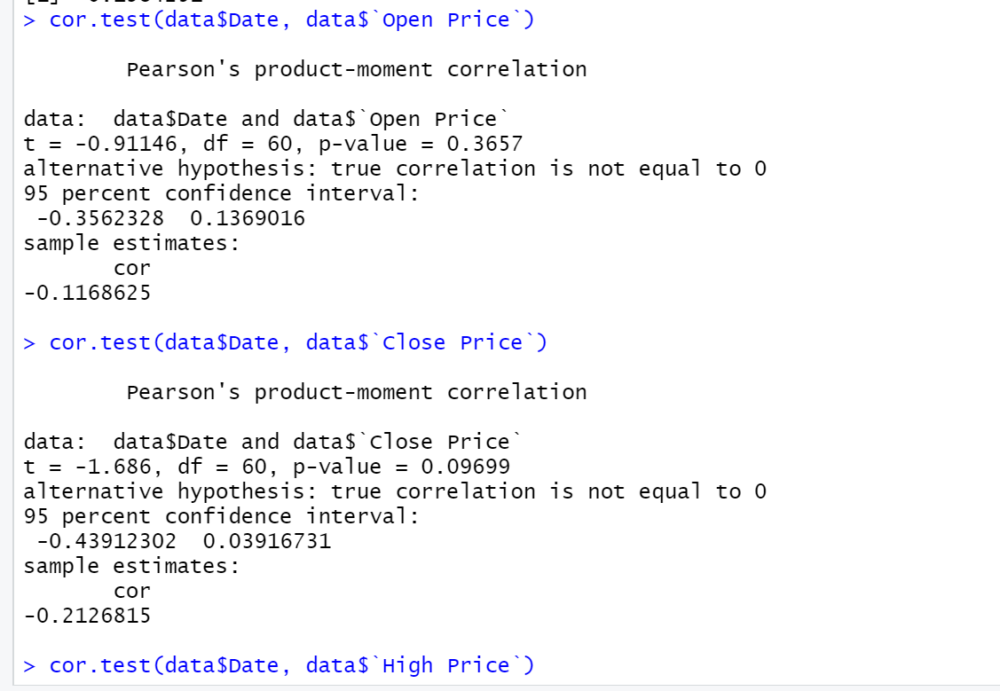 > cor.test(data$Date, data$`Open Price`)
Pearson's product-moment correlation
data:  data$Date and data$`Open Price`
t = -0.91146, df = 60, p-value = 0.3657
alternative hypothesis: true correlation is not equal to 0
95 percent confidence interval:
-0.3562328  0.1369016
sample estimates:
cor
-0.1168625
> cor.test(data$Date, data$`Close Price`)
Pearson's product-moment correlation
data:  data$Date and data$`Close Price`
t = -1.686, df = 60, p-value = 0.09699
alternative hypothesis: true correlation is not equal to 0
95 percent confidence interval:
-0.43912302  0.03916731
sample estimates:
cor
-0.2126815
> cor.test(data$Date, data$`High Price`)